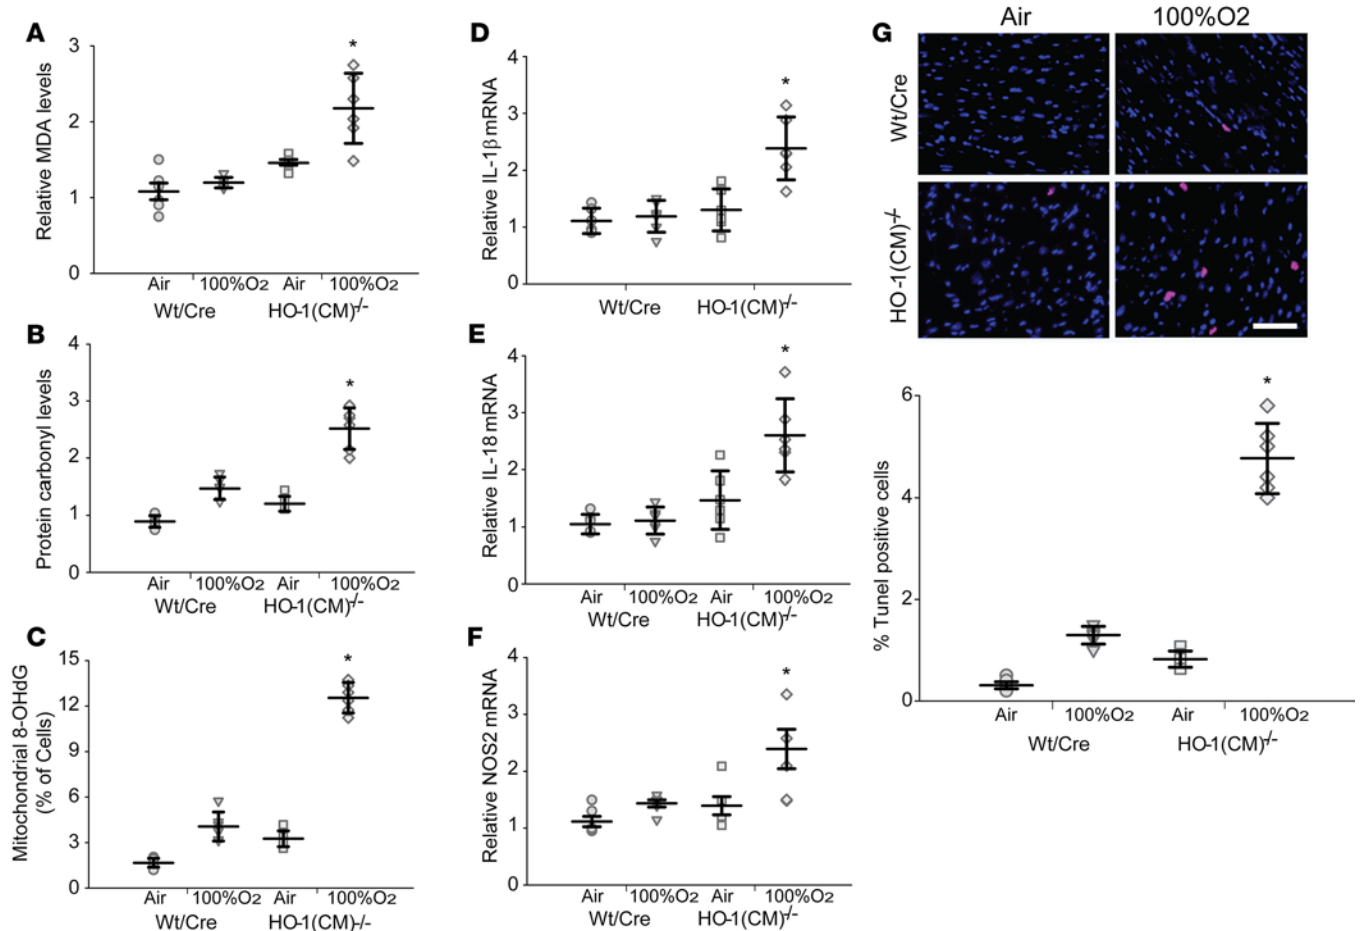 A
Relative MDA levels
3
2
1
0
*
Air 100%O2 Air 100%O2
Wt/Cre HO-1(CM)-/-
B
Protein carbonyl levels
4
3
2
1
0
*
Air 100%O2 Air 100%O2
Wt/Cre HO-1(CM)-/-
C
Mitochondrial 8-OHdG
(% of Cells)
15
12
9
6
3
0
*
Air 100%O2 Air 100%O2
Wt/Cre HO-1(CM)-/-
D
Relative IL-1β mRNA
4
3
2
1
0
*
Wt/Cre HO-1(CM)-/-
E
Relative IL-18 mRNA
4
3
2
1
0
*
Air 100%O2 Air 100%O2
Wt/Cre HO-1(CM)-/-
F
Relative NOS2 mRNA
4
3
2
1
0
*
Air 100%O2 Air 100%O2
Wt/Cre HO-1(CM)-/-
G
Air 100%O2
Wt/Cre
HO-1(CM)-/-
% Tunel positive cells
6
4
2
0
*
Air 100%O2 Air 100%O2
Wt/Cre HO-1(CM)-/-